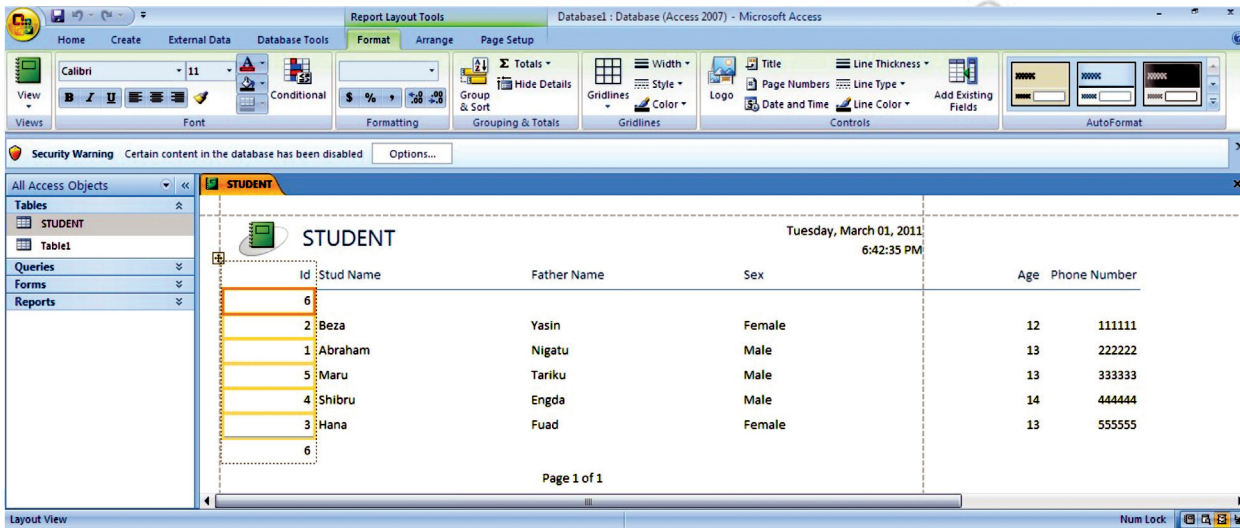 Report Layout Tools
Database1 : Database (Access 2007) - Microsoft Access
Home Create External Data Database Tools Format Arrange Page Setup
View
Calibri 11
B I U
Conditional
$ % , .0 .00 .00 .0
Group & Sort
Σ Totals
Hide Details
Gridlines
Width
Style
Color
Logo
Title
Page Numbers
Date and Time
Line Thickness
Line Type
Line Color
Add Existing Fields
Views Font Formatting Grouping & Totals Gridlines Controls AutoFormat
Security Warning Certain content in the database has been disabled Options...
All Access Objects
Tables
STUDENT
Table1
Queries
Forms
Reports
STUDENT
STUDENT
Tuesday, March 01, 2011
6:42:35 PM
Id Stud Name Father Name Sex Age Phone Number
6
2 Beza Yasin Female 12 111111
1 Abraham Nigatu Male 13 222222
5 Maru Tariku Male 13 333333
4 Shibru Engda Male 14 444444
3 Hana Fuad Female 13 555555
6
Page 1 of 1
Layout View Num Lock